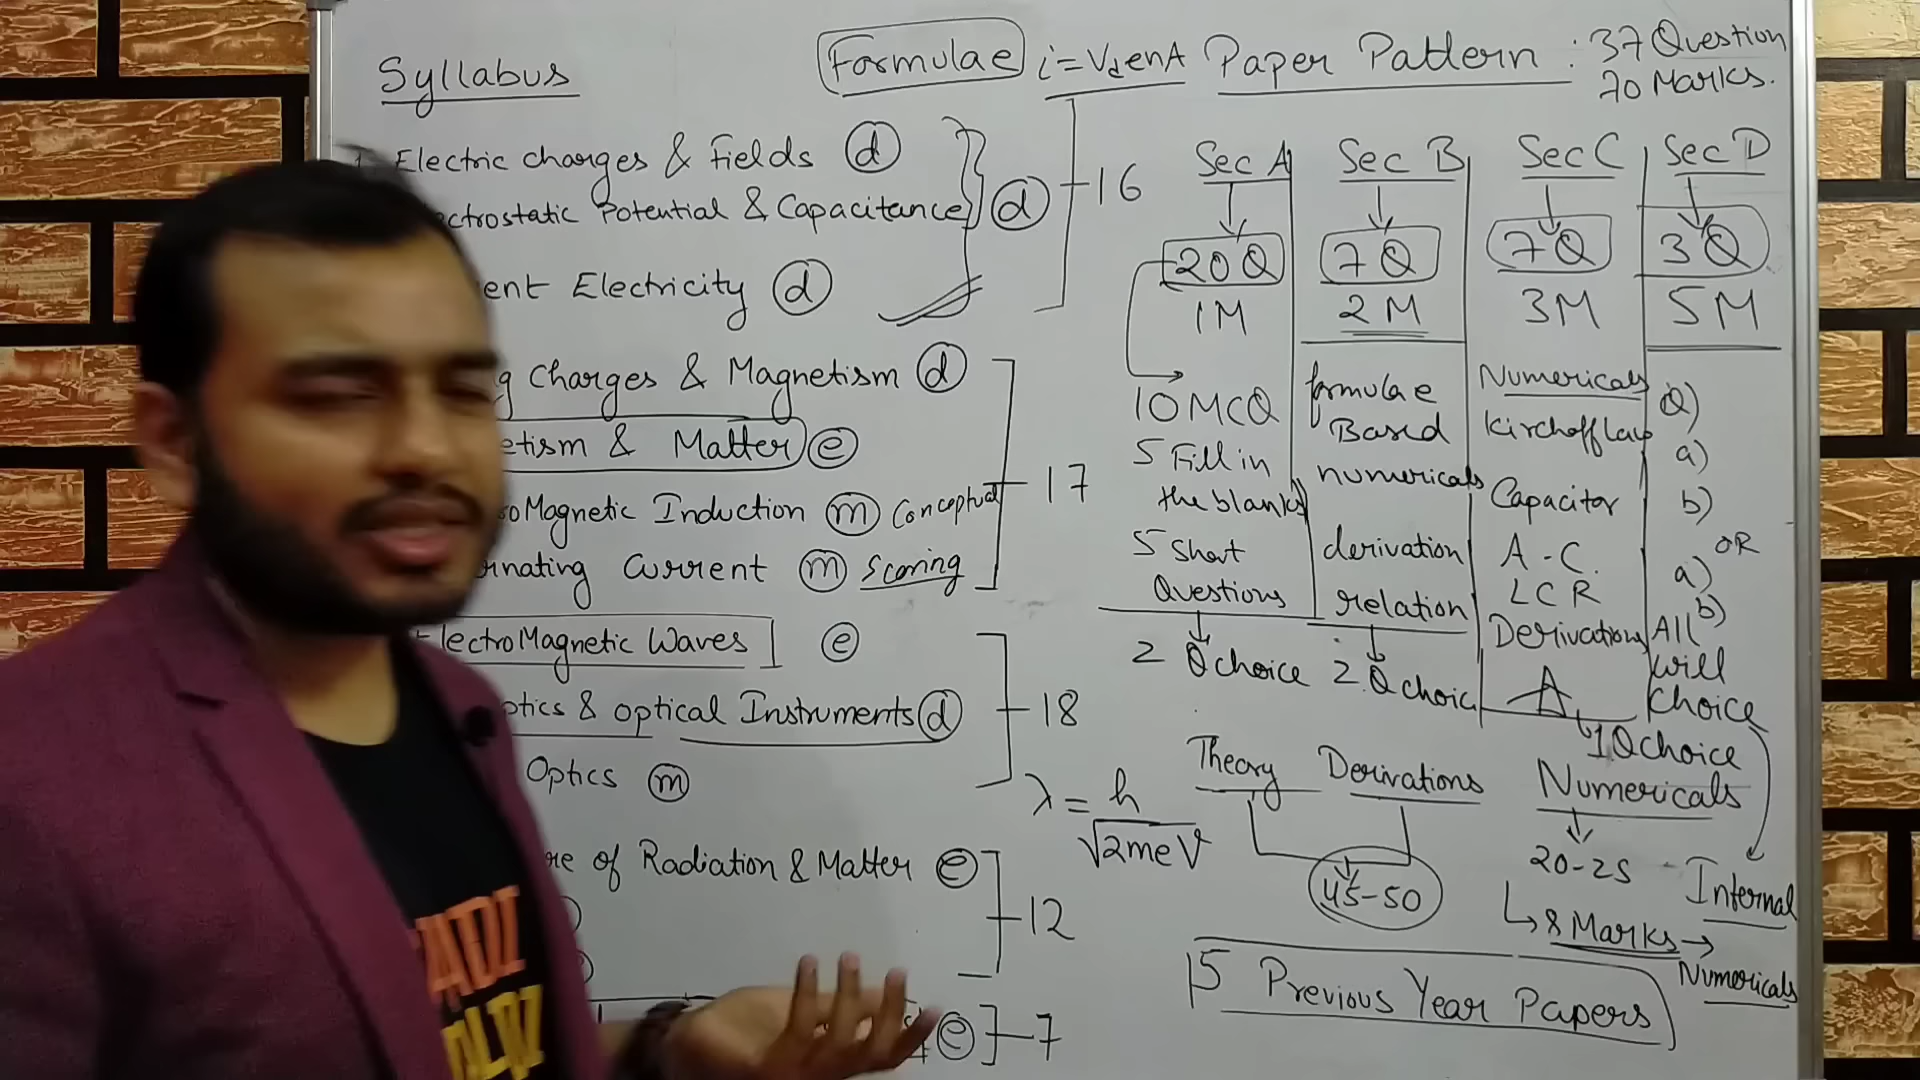 Syllabus
Electric charges & Fields (d)
ctrostatic Potential & Capacitance (d)
ent Electricity (d)
16
g Charges & Magnetism (d)
etism & Matter (e)
oMagnetic Induction (m) Conceptual
rnating Current (m) Scoring
17
lectroMagnetic Waves (e)
ptics & optical Instruments (d)
Optics (m)
18
re of Radiation & Matter (e)
12
(e)
7
Formulae i=VdenA
λ = h
√2meV
Paper Pattern : 37 Question
70 Marks.
Sec A
20Q
1M
10 MCQ
5 Fill in
the blanks
5 Short
Questions
2 Q choice
Sec B
7Q
2M
formulae
Based
numericals
derivation
relation
2 Q choic
Sec C
7Q
3M
Numericals
Kirchoff Law
Capacitor
A.C.
LCR
Derivations
1Q choice
Sec D
3Q
5M
Q)
a)
b)
OR
a)
b)
All
will
choice
Internal
Theory Derivations
45-50
Numericals
20-25
8 Marks →
Numericals
5 Previous Year Papers